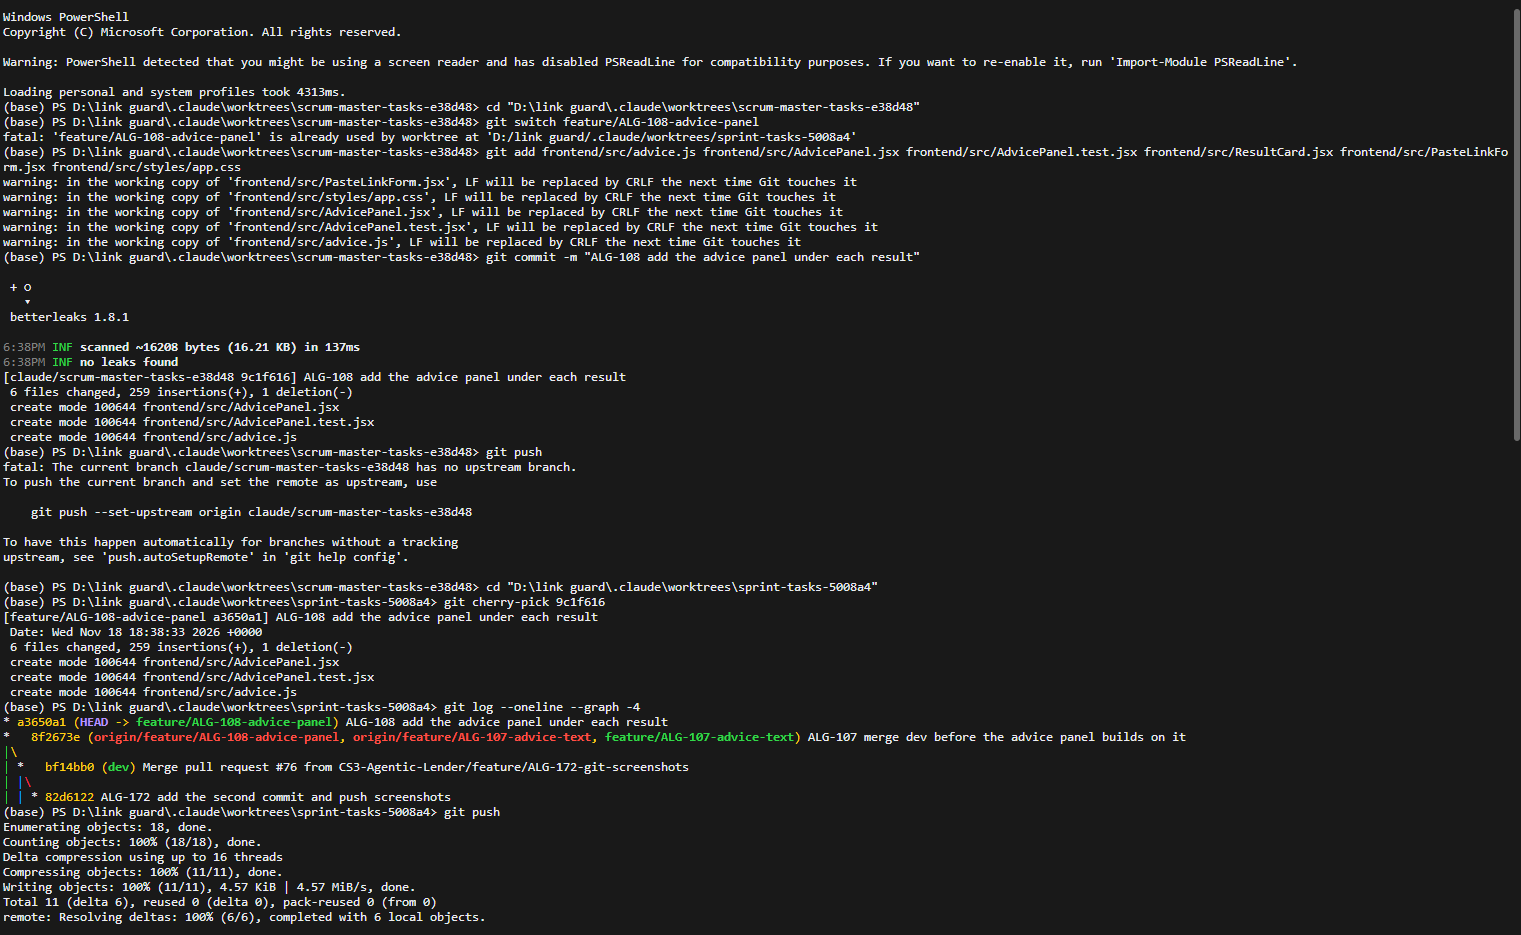 Windows PowerShell
Copyright (C) Microsoft Corporation. All rights reserved.
Warning: PowerShell detected that you might be using a screen reader and has disabled PSReadLine for compatibility purposes. If you want to re-enable it, run 'Import-Module PSReadLine'.
Loading personal and system profiles took 4313ms.
(base) PS D:\link guard\.claude\worktrees\scrum-master-tasks-e38d48> cd "D:\link guard\.claude\worktrees\scrum-master-tasks-e38d48"
(base) PS D:\link guard\.claude\worktrees\scrum-master-tasks-e38d48> git switch feature/ALG-108-advice-panel
fatal: 'feature/ALG-108-advice-panel' is already used by worktree at 'D:/link guard/.claude/worktrees/sprint-tasks-5008a4'
(base) PS D:\link guard\.claude\worktrees\scrum-master-tasks-e38d48> git add frontend/src/advice.js frontend/src/AdvicePanel.jsx frontend/src/AdvicePanel.test.jsx frontend/src/ResultCard.jsx frontend/src/PasteLinkFo
rm.jsx frontend/src/styles/app.css
warning: in the working copy of 'frontend/src/PasteLinkForm.jsx', LF will be replaced by CRLF the next time Git touches it
warning: in the working copy of 'frontend/src/styles/app.css', LF will be replaced by CRLF the next time Git touches it
warning: in the working copy of 'frontend/src/AdvicePanel.jsx', LF will be replaced by CRLF the next time Git touches it
warning: in the working copy of 'frontend/src/AdvicePanel.test.jsx', LF will be replaced by CRLF the next time Git touches it
warning: in the working copy of 'frontend/src/advice.js', LF will be replaced by CRLF the next time Git touches it
(base) PS D:\link guard\.claude\worktrees\scrum-master-tasks-e38d48> git commit -m "ALG-108 add the advice panel under each result"
+ o
▾
betterleaks 1.8.1
6:38PM INF scanned ~16208 bytes (16.21 KB) in 137ms
6:38PM INF no leaks found
[claude/scrum-master-tasks-e38d48 9c1f616] ALG-108 add the advice panel under each result
6 files changed, 259 insertions(+), 1 deletion(-)
create mode 100644 frontend/src/AdvicePanel.jsx
create mode 100644 frontend/src/AdvicePanel.test.jsx
create mode 100644 frontend/src/advice.js
(base) PS D:\link guard\.claude\worktrees\scrum-master-tasks-e38d48> git push
fatal: The current branch claude/scrum-master-tasks-e38d48 has no upstream branch.
To push the current branch and set the remote as upstream, use
git push --set-upstream origin claude/scrum-master-tasks-e38d48
To have this happen automatically for branches without a tracking
upstream, see 'push.autoSetupRemote' in 'git help config'.
(base) PS D:\link guard\.claude\worktrees\scrum-master-tasks-e38d48> cd "D:\link guard\.claude\worktrees\sprint-tasks-5008a4"
(base) PS D:\link guard\.claude\worktrees\sprint-tasks-5008a4> git cherry-pick 9c1f616
[feature/ALG-108-advice-panel a3650a1] ALG-108 add the advice panel under each result
Date: Wed Nov 18 18:38:33 2026 +0000
6 files changed, 259 insertions(+), 1 deletion(-)
create mode 100644 frontend/src/AdvicePanel.jsx
create mode 100644 frontend/src/AdvicePanel.test.jsx
create mode 100644 frontend/src/advice.js
(base) PS D:\link guard\.claude\worktrees\sprint-tasks-5008a4> git log --oneline --graph -4
* a3650a1 (HEAD -> feature/ALG-108-advice-panel) ALG-108 add the advice panel under each result
*   8f2673e (origin/feature/ALG-108-advice-panel, origin/feature/ALG-107-advice-text, feature/ALG-107-advice-text) ALG-107 merge dev before the advice panel builds on it
|\
| *   bf14bb0 (dev) Merge pull request #76 from CS3-Agentic-Lender/feature/ALG-172-git-screenshots
| |\
| | * 82d6122 ALG-172 add the second commit and push screenshots
(base) PS D:\link guard\.claude\worktrees\sprint-tasks-5008a4> git push
Enumerating objects: 18, done.
Counting objects: 100% (18/18), done.
Delta compression using up to 16 threads
Compressing objects: 100% (11/11), done.
Writing objects: 100% (11/11), 4.57 KiB | 4.57 MiB/s, done.
Total 11 (delta 6), reused 0 (delta 0), pack-reused 0 (from 0)
remote: Resolving deltas: 100% (6/6), completed with 6 local objects.